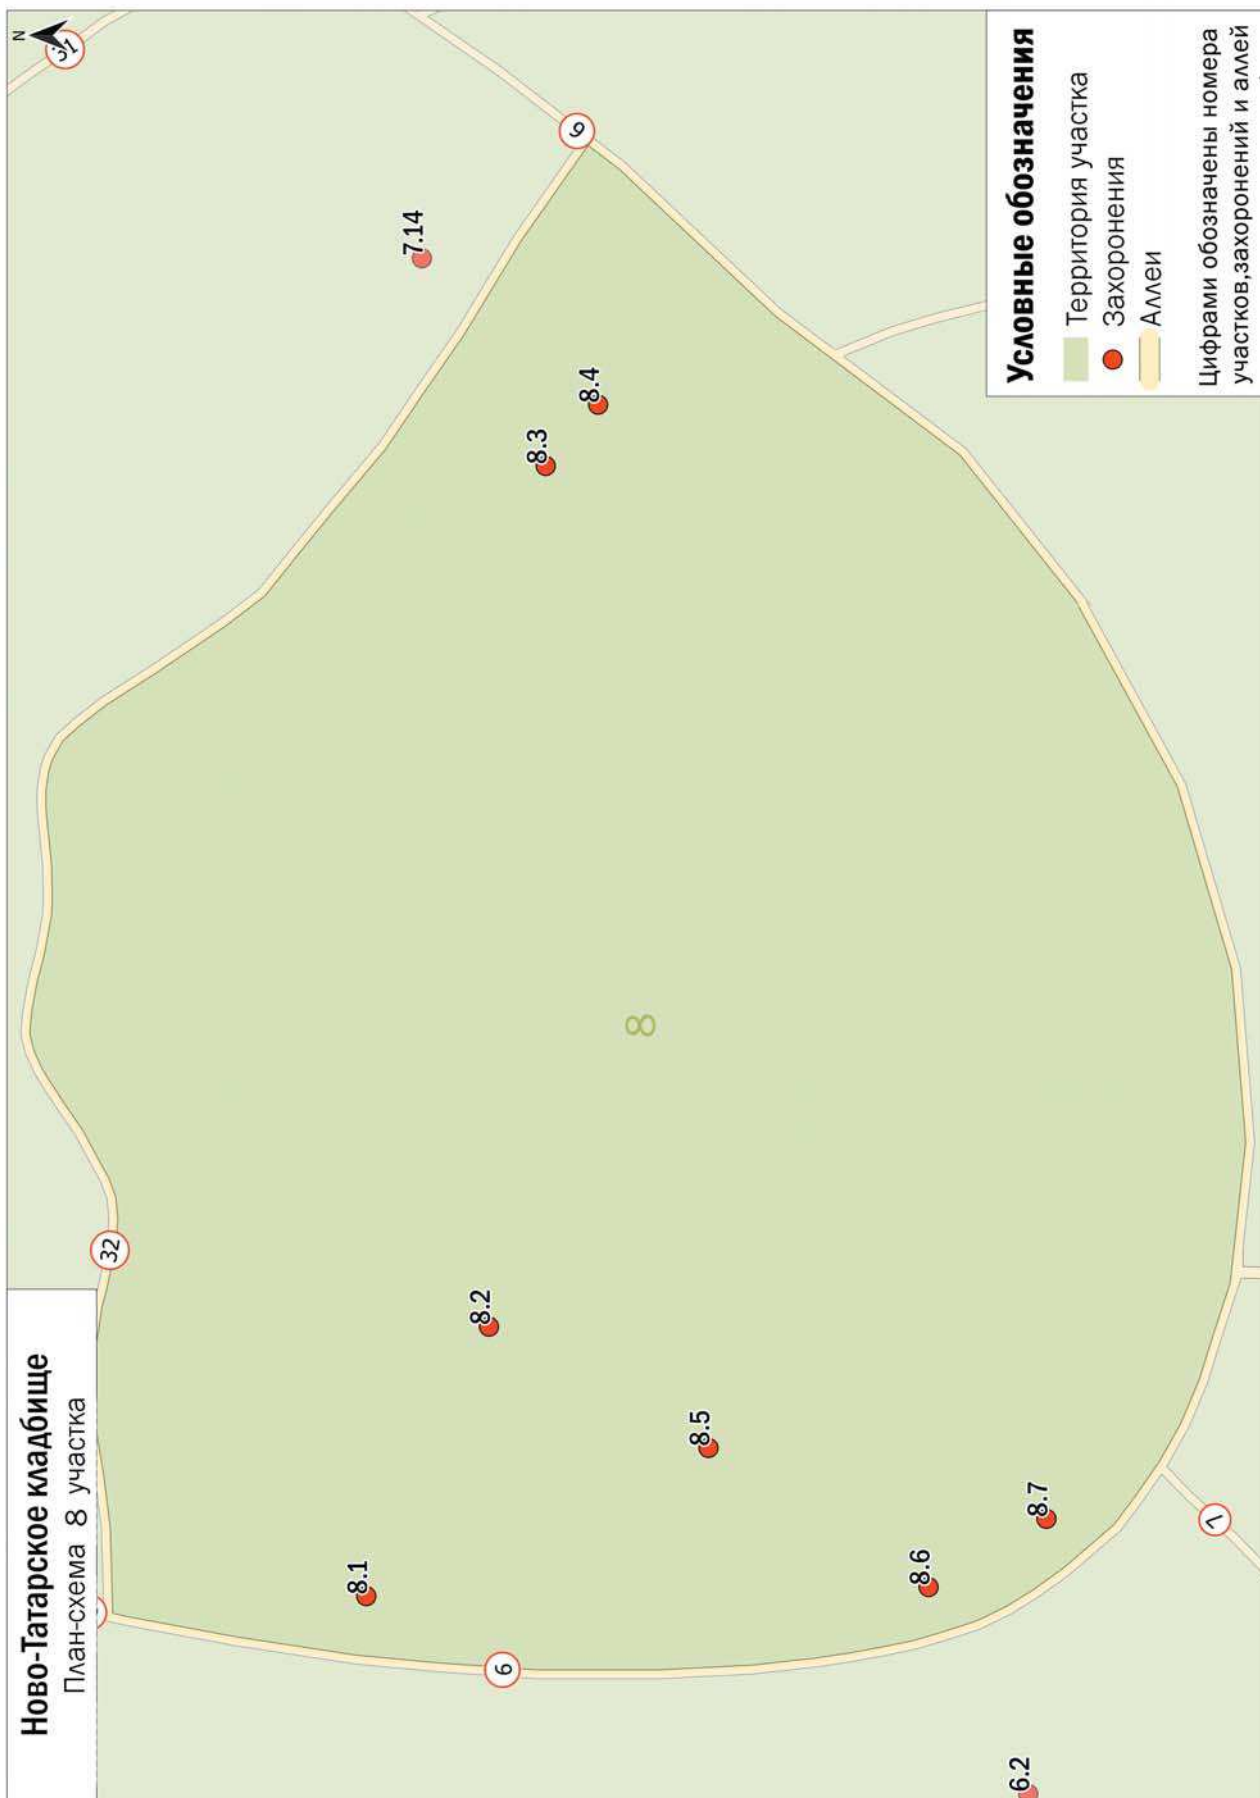 Ново-Татарское кладбище
План-схема 8 участка
N
31
32
8.1
7.14
8.2
6
8.3
6
8.4
8
8.5
8.6
6.2
8.7
7
Условные обозначения
Территория участка
Захоронения
Аллеи
Цифрами обозначены номера
участков,захоронений и аллей